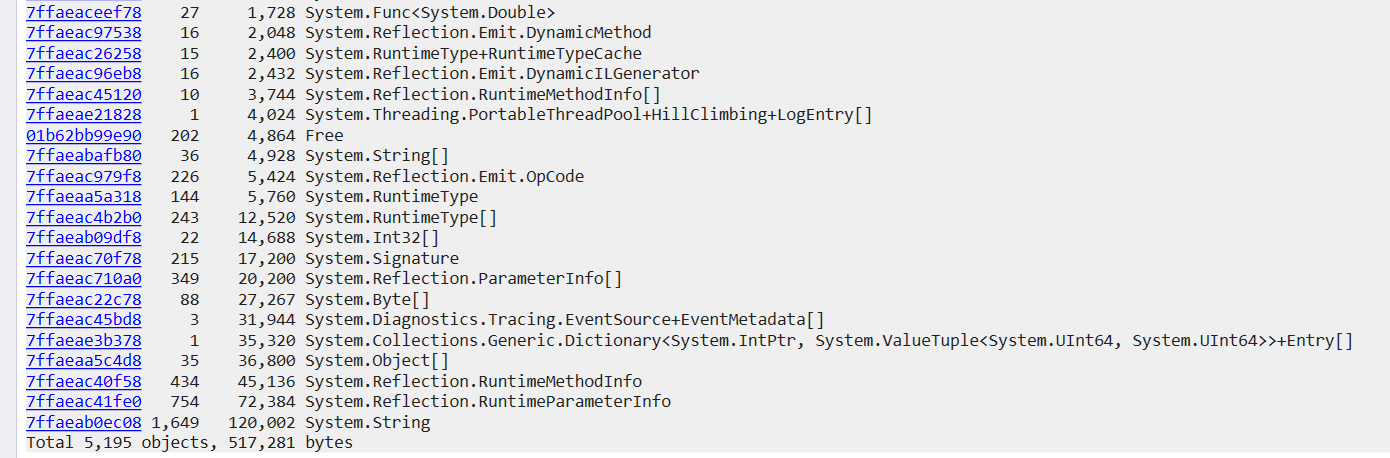 7ffaeaceef78 27 1,728 System.Func<System.Double>
7ffaeac97538 16 2,048 System.Reflection.Emit.DynamicMethod
7ffaeac26258 15 2,400 System.RuntimeType+RuntimeTypeCache
7ffaeac96eb8 16 2,432 System.Reflection.Emit.DynamicILGenerator
7ffaeac45120 10 3,744 System.Reflection.RuntimeMethodInfo[]
7ffaeae21828 1 4,024 System.Threading.PortableThreadPool+HillClimbing+LogEntry[]
01b62bb99e90 202 4,864 Free
7ffaeabafb80 36 4,928 System.String[]
7ffaeac979f8 226 5,424 System.Reflection.Emit.OpCode
7ffaeaa5a318 144 5,760 System.RuntimeType
7ffaeac4b2b0 243 12,520 System.RuntimeType[]
7ffaeab09df8 22 14,688 System.Int32[]
7ffaeac70f78 215 17,200 System.Signature
7ffaeac710a0 349 20,200 System.Reflection.ParameterInfo[]
7ffaeac22c78 88 27,267 System.Byte[]
7ffaeac45bd8 3 31,944 System.Diagnostics.Tracing.EventSource+EventMetadata[]
7ffaeae3b378 1 35,320 System.Collections.Generic.Dictionary<System.IntPtr, System.ValueTuple<System.UInt64, System.UInt64>>+Entry[]
7ffaeaa5c4d8 35 36,800 System.Object[]
7ffaeac40f58 434 45,136 System.Reflection.RuntimeMethodInfo
7ffaeac41fe0 754 72,384 System.Reflection.RuntimeParameterInfo
7ffaeab0ec08 1,649 120,002 System.String
Total 5,195 objects, 517,281 bytes